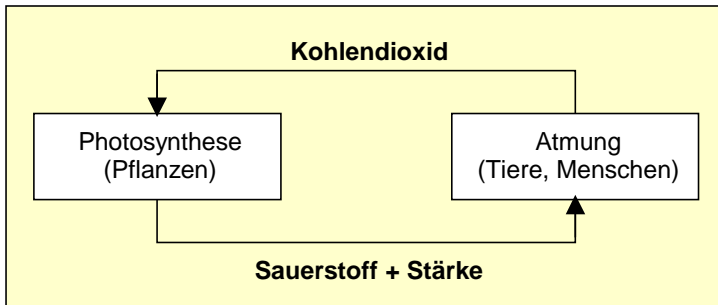 Kohlendioxid
Photosynthese
(Pflanzen)
Atmung
(Tiere, Menschen)
Sauerstoff + Stärke